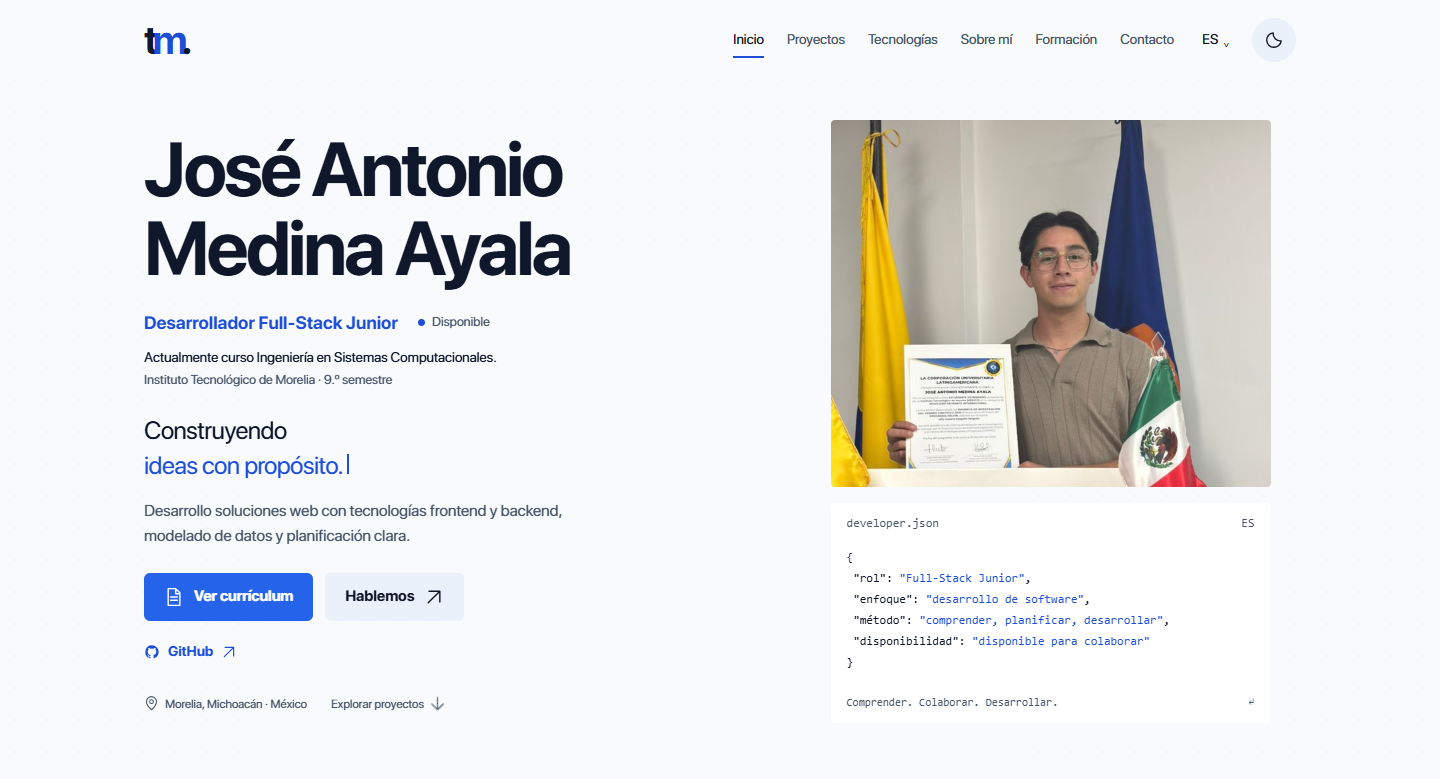 tm.
Inicio Proyectos Tecnologías Sobre mí Formación Contacto ES
José Antonio
Medina Ayala
Desarrollador Full-Stack Junior Disponible
Actualmente curso Ingeniería en Sistemas Computacionales.
Instituto Tecnológico de Morelia · 9.º semestre
Construyendo
ideas con propósito.
Desarrollo soluciones web con tecnologías frontend y backend,
modelado de datos y planificación clara.
Ver currículum Hablemos
GitHub
Morelia, Michoacán · México Explorar proyectos
LA CORPORACIÓN UNIVERSITARIA
LATINOAMERICANA
JOSÉ ANTONIO MEDINA AYALA
developer.json ES
{
"rol": "Full-Stack Junior",
"enfoque": "desarrollo de software",
"método": "comprender, planificar, desarrollar",
"disponibilidad": "disponible para colaborar"
}
Comprender. Colaborar. Desarrollar.